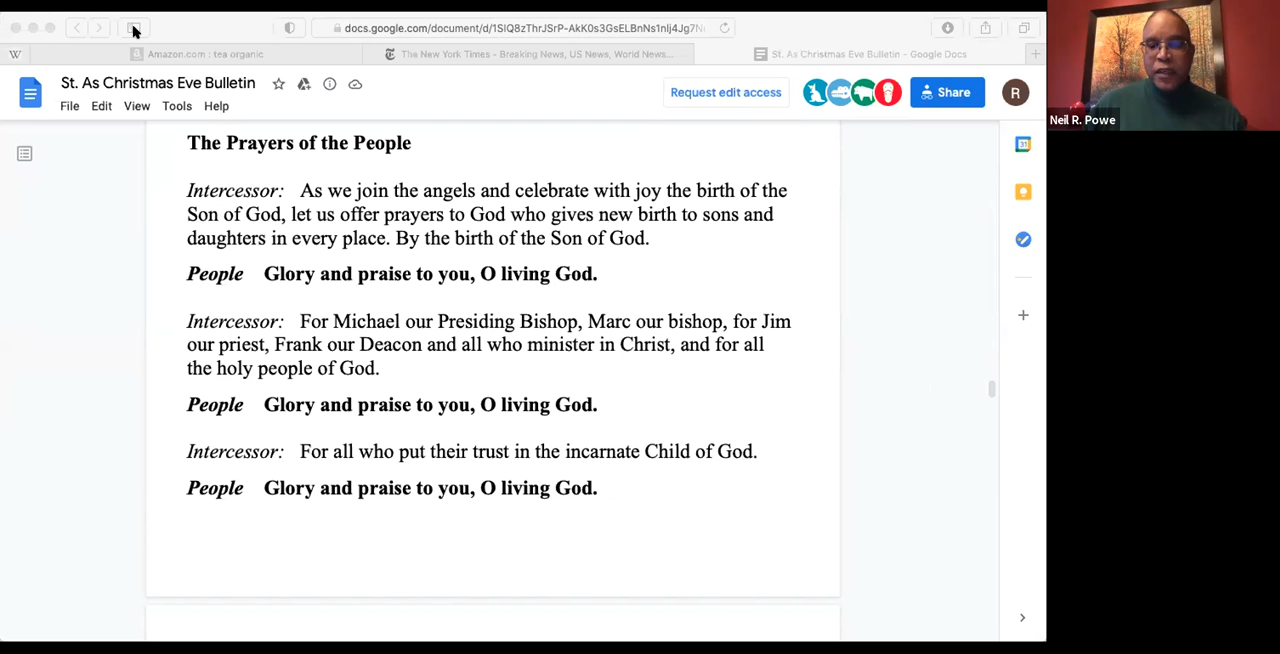 docs.google.com/document/d/1SIQ8zThrJSrP-AkK0s3GsELBnNs1nIj4Jg7N
W
Amazon.com : tea organic
The New York Times - Breaking News, US News, World News...
St. As Christmas Eve Bulletin - Google Docs
St. As Christmas Eve Bulletin
File Edit View Tools Help
Request edit access
Share
R
Neil R. Powe
31
The Prayers of the People
Intercessor: As we join the angels and celebrate with joy the birth of the
Son of God, let us offer prayers to God who gives new birth to sons and
daughters in every place. By the birth of the Son of God.
People Glory and praise to you, O living God.
Intercessor: For Michael our Presiding Bishop, Marc our bishop, for Jim
our priest, Frank our Deacon and all who minister in Christ, and for all
the holy people of God.
People Glory and praise to you, O living God.
Intercessor: For all who put their trust in the incarnate Child of God.
People Glory and praise to you, O living God.